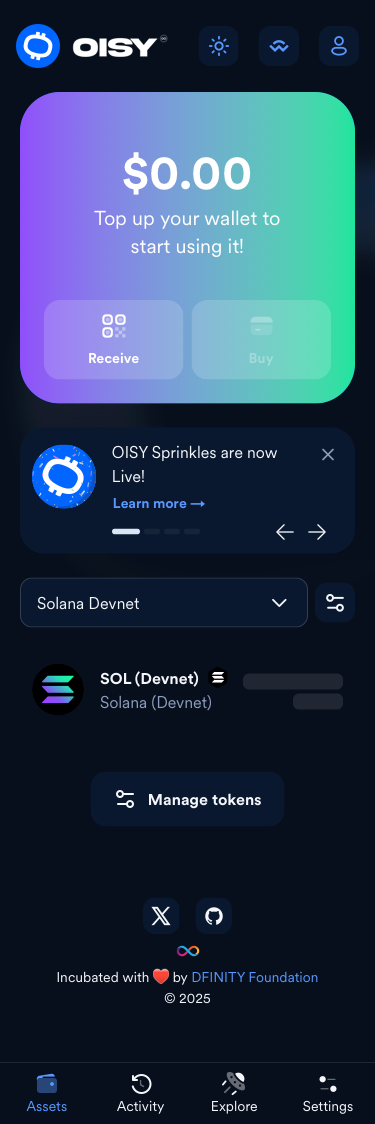 OISY
$0.00
Top up your wallet to
start using it!
Receive
Buy
OISY Sprinkles are now
Live!
Learn more →
Solana Devnet
SOL (Devnet)
Solana (Devnet)
Manage tokens
Incubated with ❤️ by DFINITY Foundation
© 2025
Assets
Activity
Explore
Settings